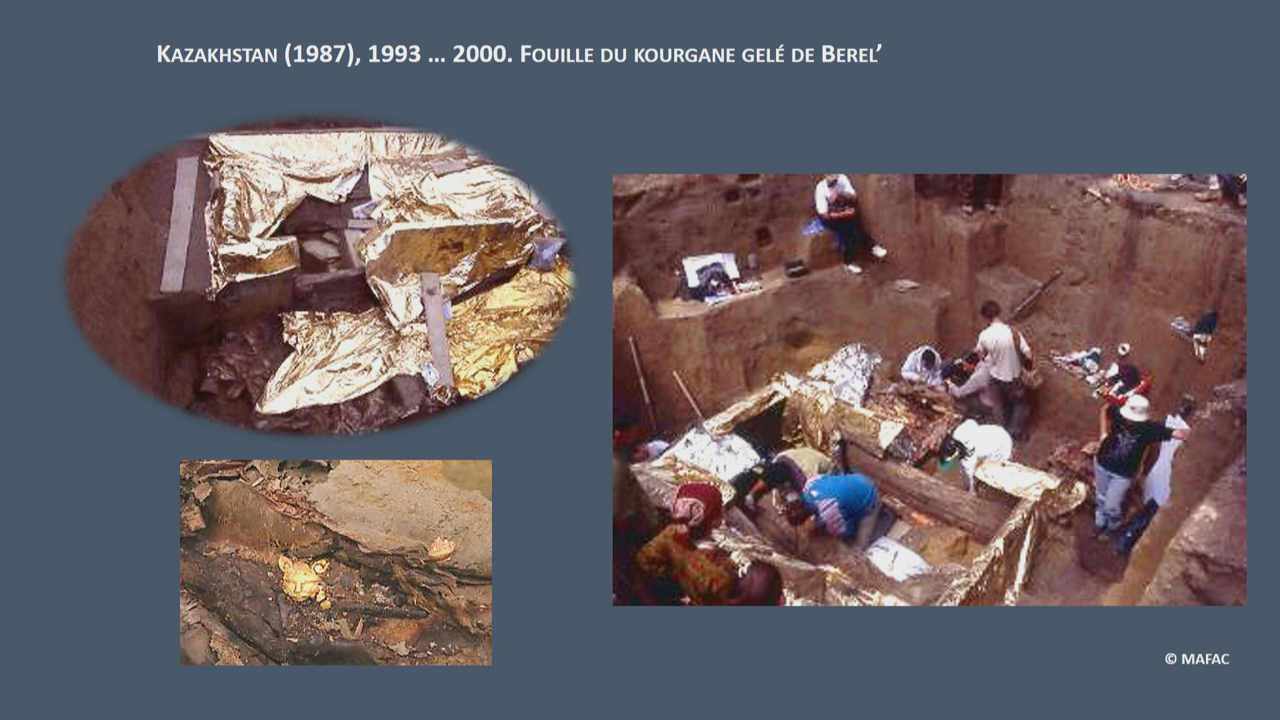 Kazakhstan (1987), 1993 ... 2000. Fouille du kourgane gelé de Berel’
© MAFAC